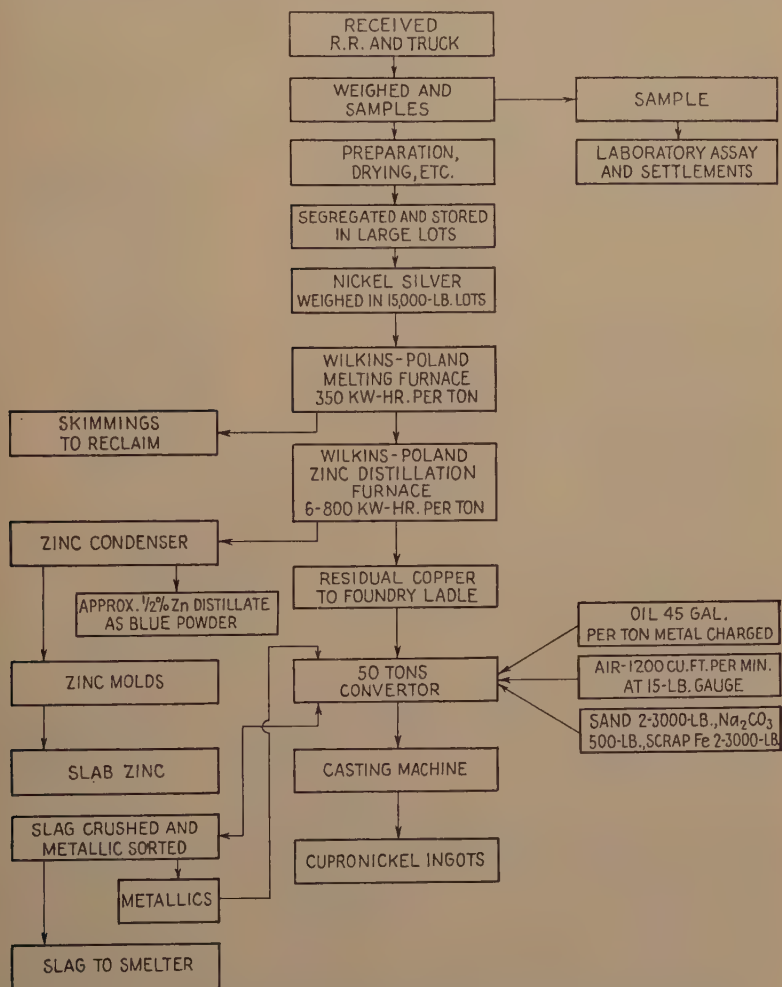 RECEIVED
R.R. AND TRUCK
WEIGHED AND
SAMPLES
SAMPLE
PREPARATION,
DRYING, ETC.
LABORATORY ASSAY
AND SETTLEMENTS
SEGREGATED AND STORED
IN LARGE LOTS
NICKEL SILVER
WEIGHED IN 15,000-LB. LOTS
WILKINS-POLAND
MELTING FURNACE
350 KW-HR. PER TON
SKIMMINGS
TO RECLAIM
WILKINS-POLAND
ZINC DISTILLATION
FURNACE
6-800 KW-HR. PER TON
ZINC CONDENSER
APPROX. 1/2% Zn DISTILLATE
AS BLUE POWDER
RESIDUAL COPPER
TO FOUNDRY LADLE
OIL 45 GAL.
PER TON METAL CHARGED
ZINC MOLDS
50 TONS
CONVERTOR
AIR-1200 CU.FT. PER MIN.
AT 15-LB. GAUGE
SAND 2-3000-LB., Na₂CO₃
500-LB., SCRAP Fe 2-3000-LB.
SLAB ZINC
CASTING MACHINE
SLAG CRUSHED AND
METALLIC SORTED
CUPRONICKEL INGOTS
METALLICS
SLAG TO SMELTER